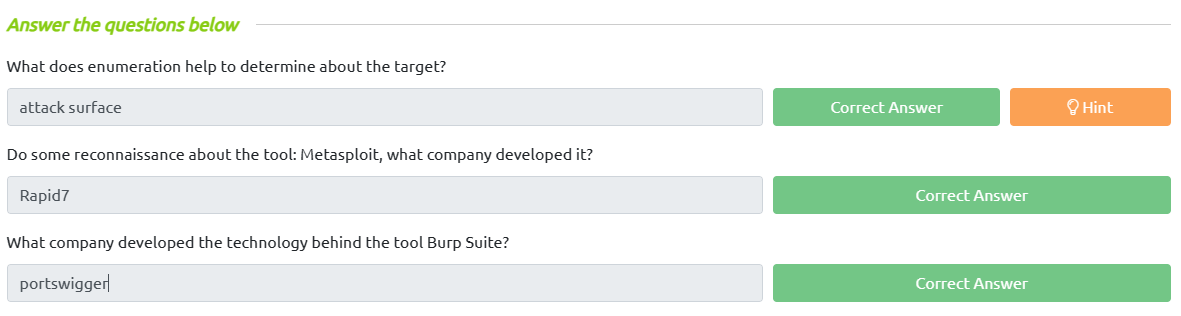 Answer the questions below
What does enumeration help to determine about the target?
attack surface
Correct Answer
Hint
Do some reconnaissance about the tool: Metasploit, what company developed it?
Rapid7
Correct Answer
What company developed the technology behind the tool Burp Suite?
portswigger
Correct Answer